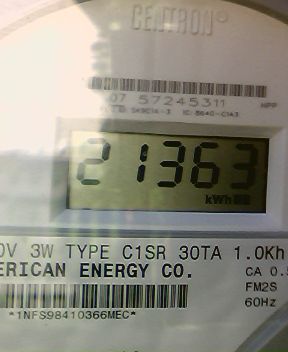 CENTRON®
07 57245311
HPP
21363
kWh
0V 3W TYPE C1SR 30TA 1.0Kh
ERICAN ENERGY CO.
CA 0.5
FM2S
60Hz
*1NFS98410366MEC*